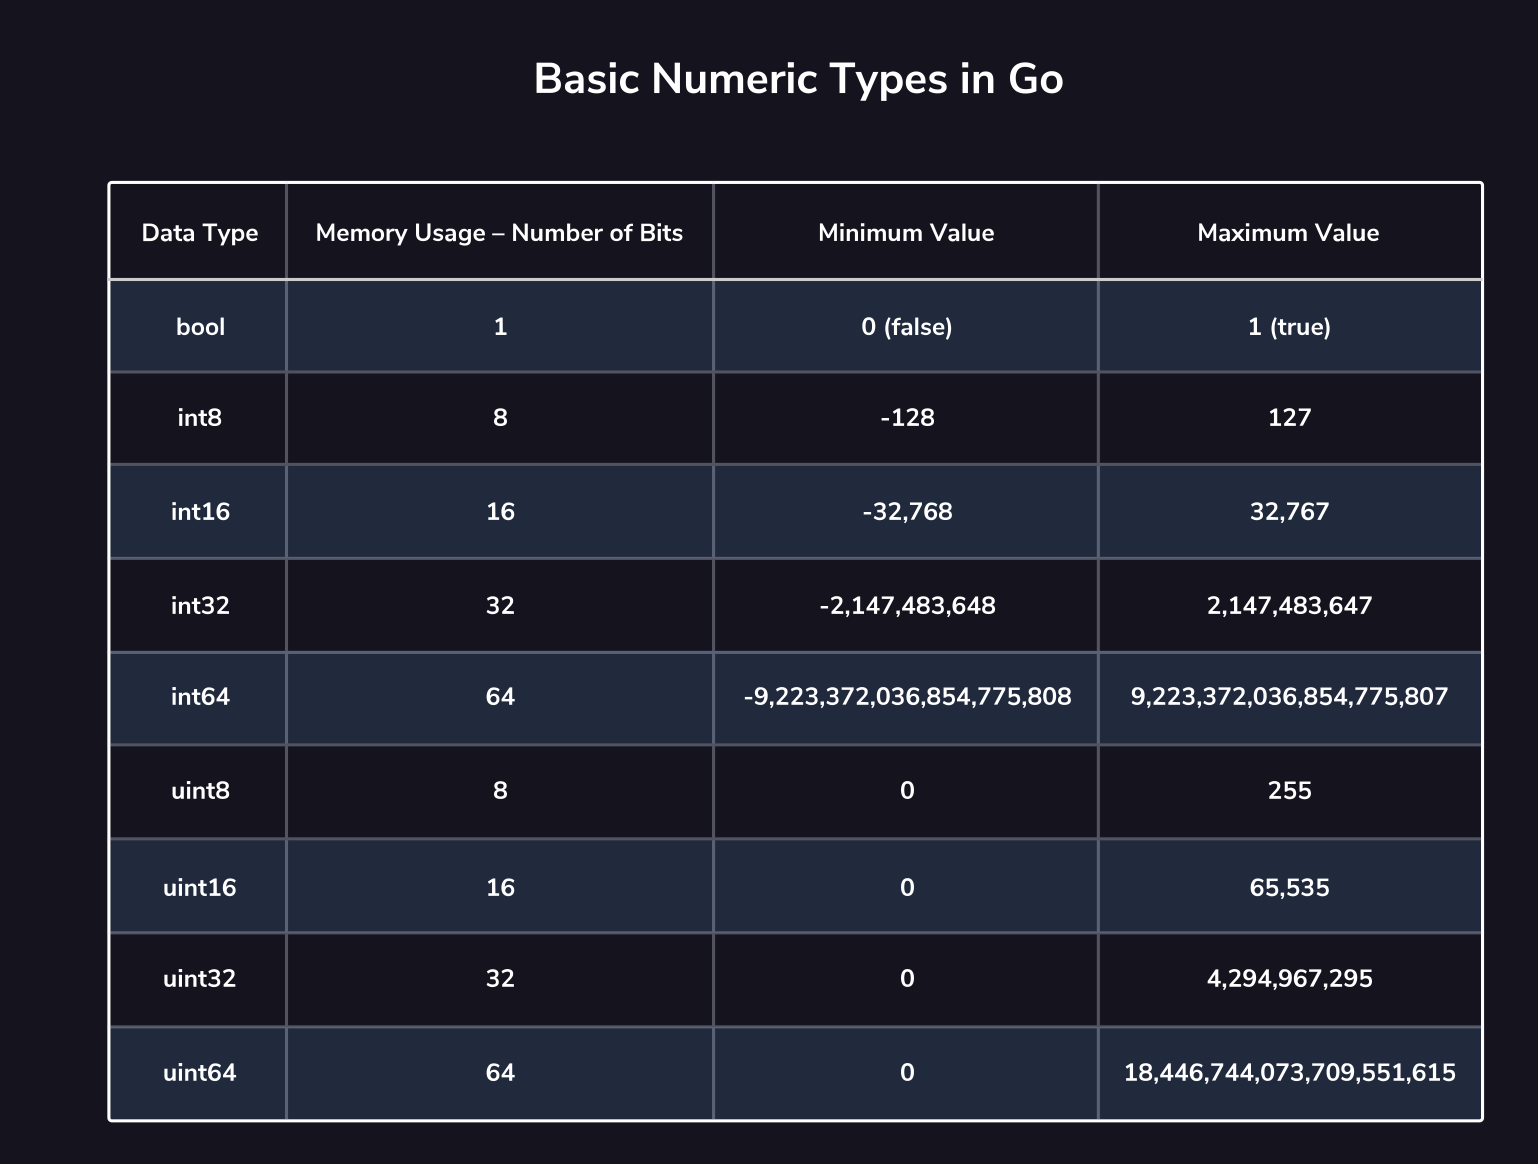 Basic Numeric Types in Go
Data Type Memory Usage – Number of Bits Minimum Value Maximum Value
bool 1 0 (false) 1 (true)
int8 8 -128 127
int16 16 -32,768 32,767
int32 32 -2,147,483,648 2,147,483,647
int64 64 -9,223,372,036,854,775,808 9,223,372,036,854,775,807
uint8 8 0 255
uint16 16 0 65,535
uint32 32 0 4,294,967,295
uint64 64 0 18,446,744,073,709,551,615